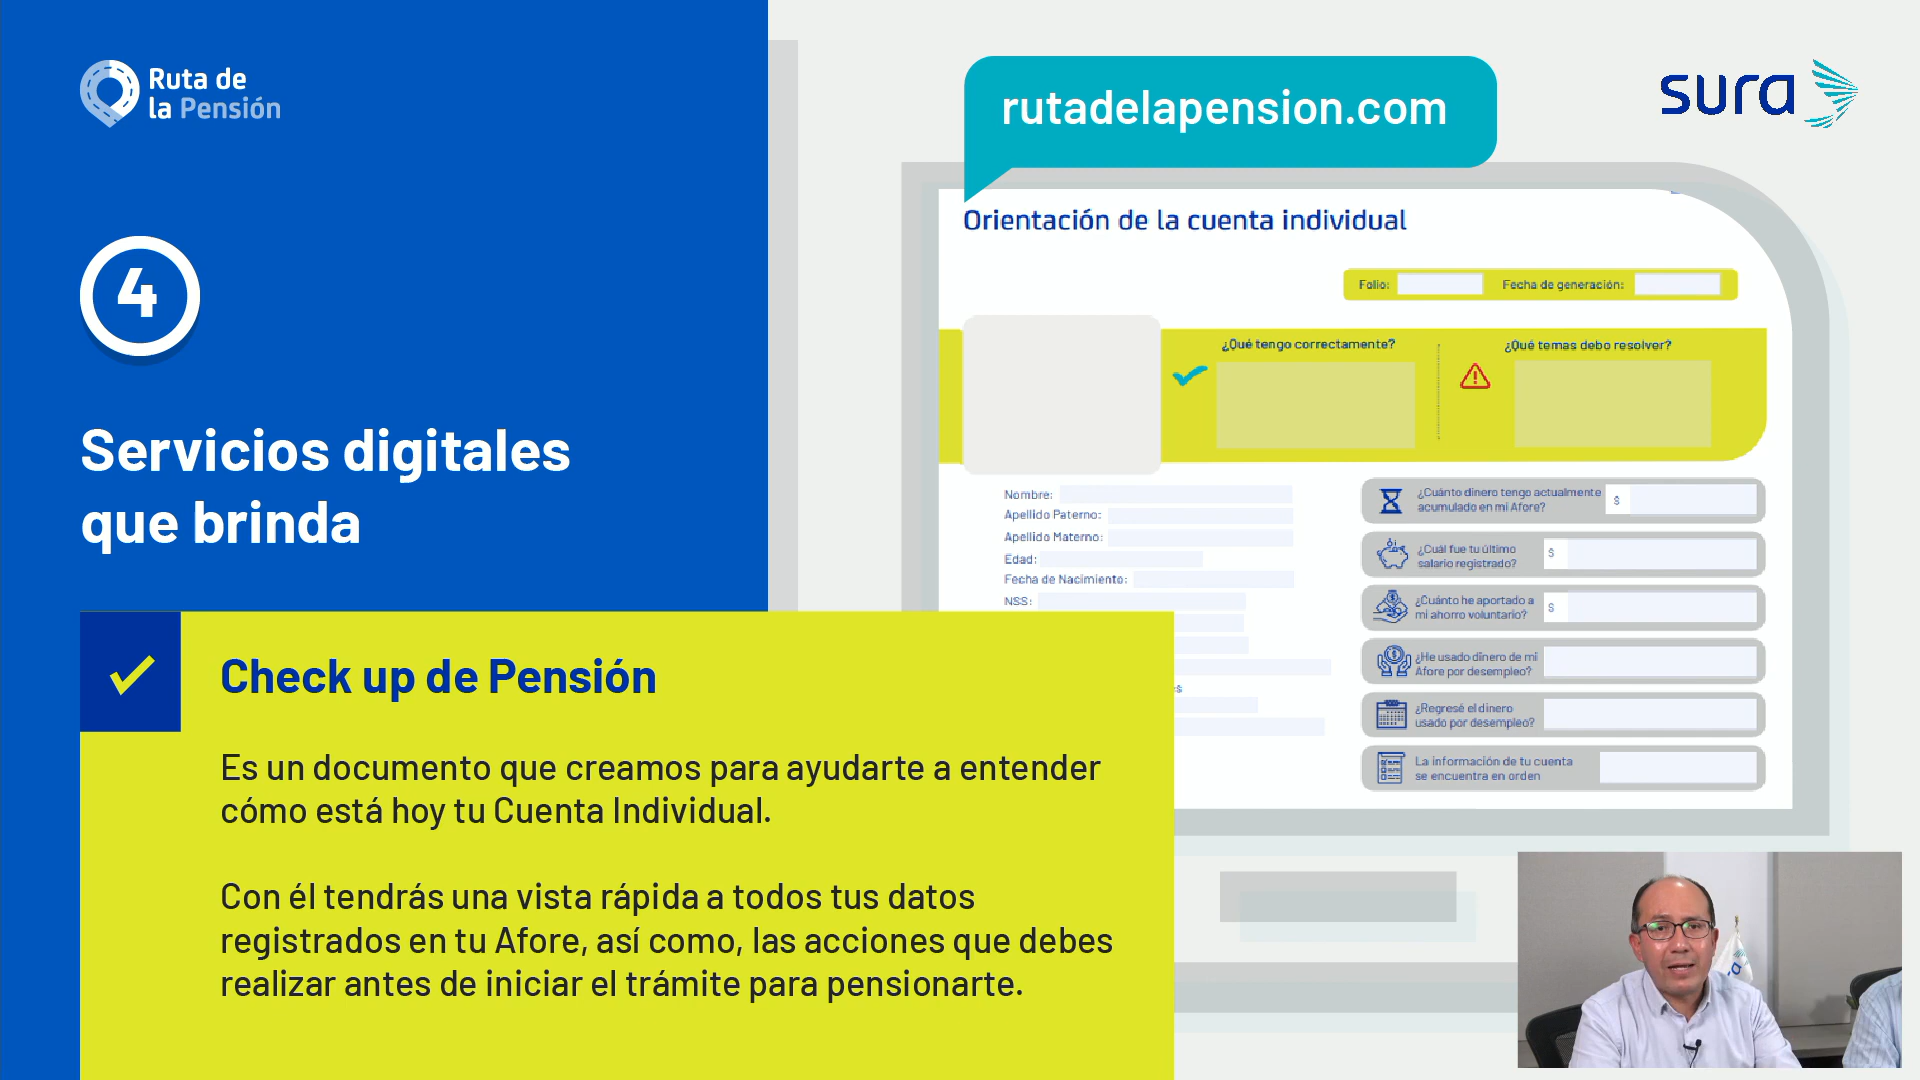 Ruta de
la Pensión
rutadelapension.com
sura
4
Servicios digitales
que brinda
Check up de Pensión
Es un documento que creamos para ayudarte a entender
cómo está hoy tu Cuenta Individual.
Con él tendrás una vista rápida a todos tus datos
registrados en tu Afore, así como, las acciones que debes
realizar antes de iniciar el trámite para pensionarte.
Orientación de la cuenta individual
Folio:
Fecha de generación:
¿Qué tengo correctamente?
¿Qué temas debo resolver?
Nombre:
Apellido Paterno:
Apellido Materno:
Edad:
Fecha de Nacimiento:
NSS:
¿Cuánto dinero tengo actualmente
acumulado en mi Afore?
$
¿Cuál fue tu último
salario registrado?
$
¿Cuánto he aportado a
mi ahorro voluntario?
$
¿He usado dinero de mi
Afore por desempleo?
¿Regresé el dinero
usado por desempleo?
La información de tu cuenta
se encuentra en orden